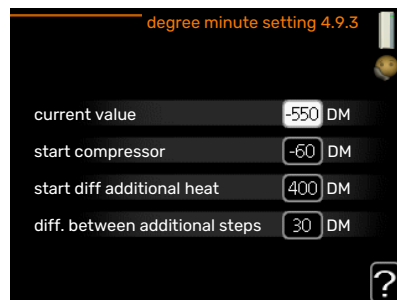 degree minute setting 4.9.3
current value -550 DM
start compressor -60 DM
start diff additional heat 400 DM
diff. between additional steps 30 DM
?